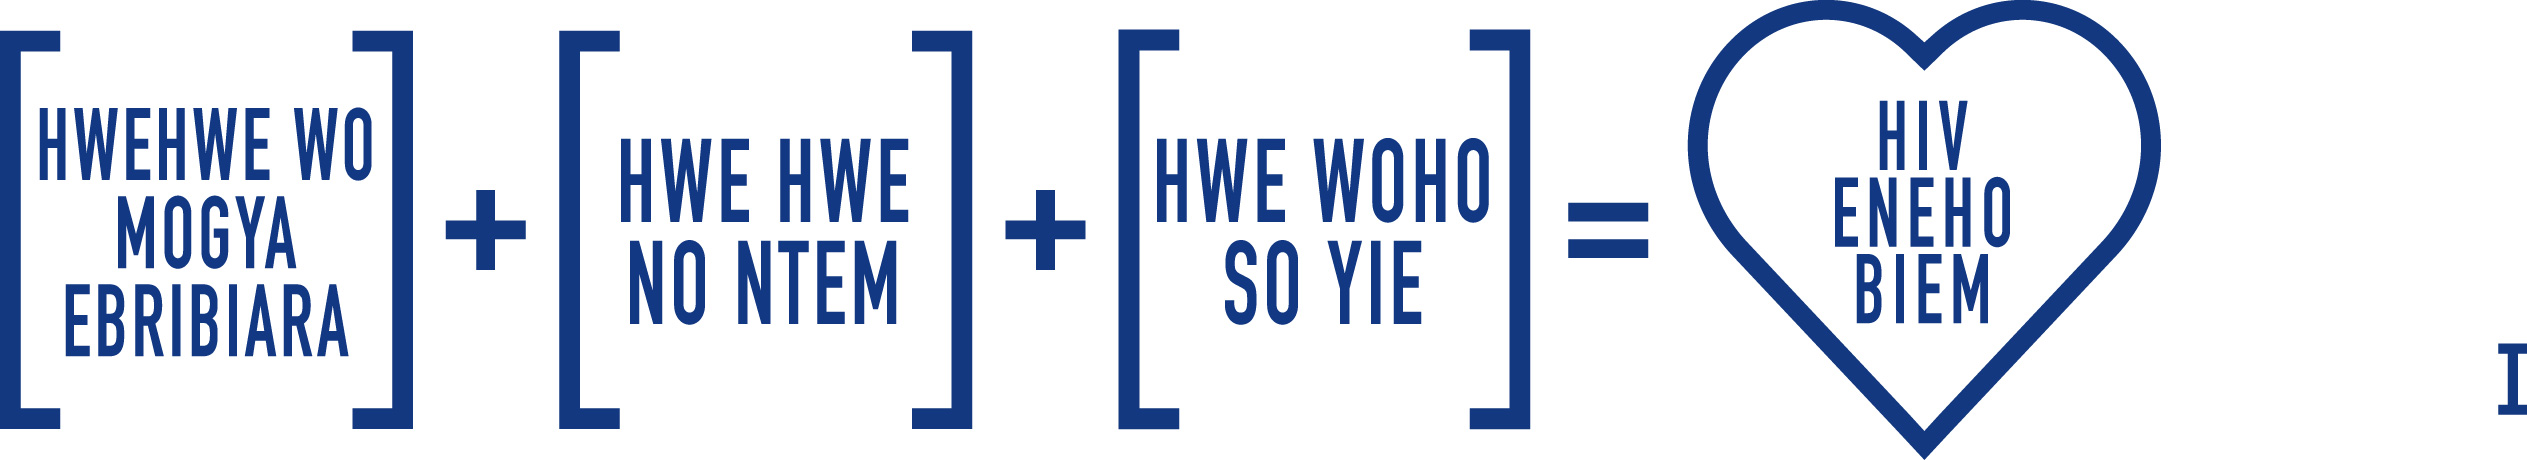 HWEHWE WO
MOGYA
EBRIBIARA
+
HWE HWE
NO NTEM
+
HWE WOHO
SO YIE
=
HIV
ENEHO
BIEM
I